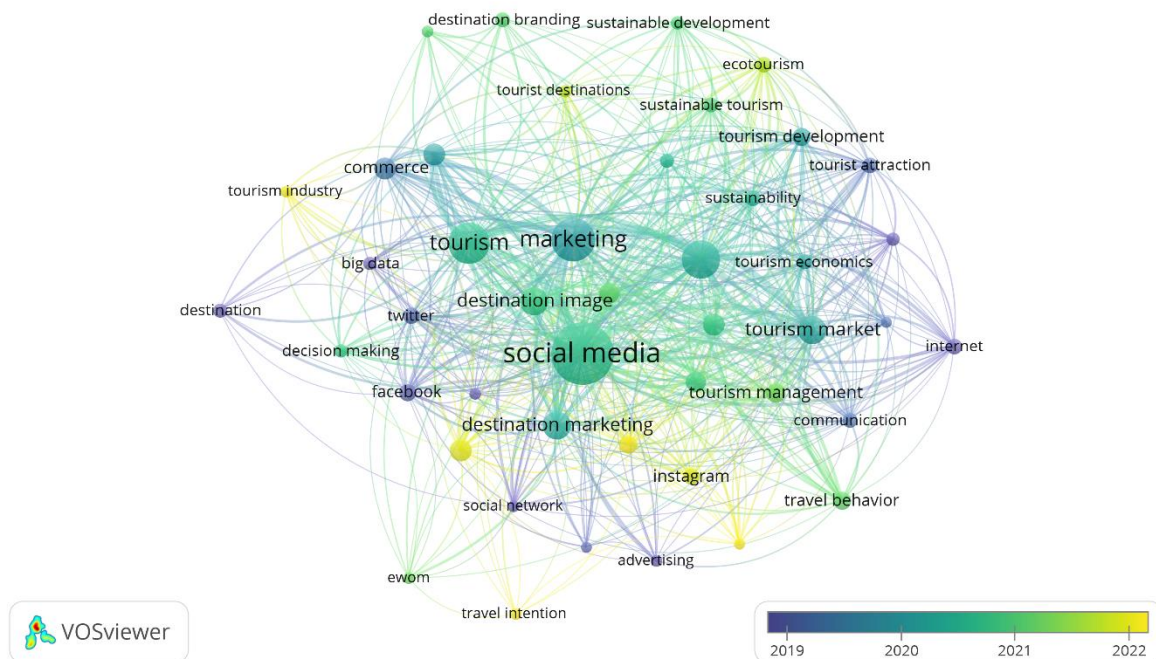 destination branding
sustainable development
ecotourism
tourist destinations
sustainable tourism
tourism development
commerce
tourist attraction
tourism industry
sustainability
tourism
marketing
big data
tourism economics
destination image
destination
twitter
tourism market
social media
decision making
internet
facebook
tourism management
communication
destination marketing
instagram
travel behavior
social network
advertising
ewom
travel intention
VOSviewer
2019
2020
2021
2022